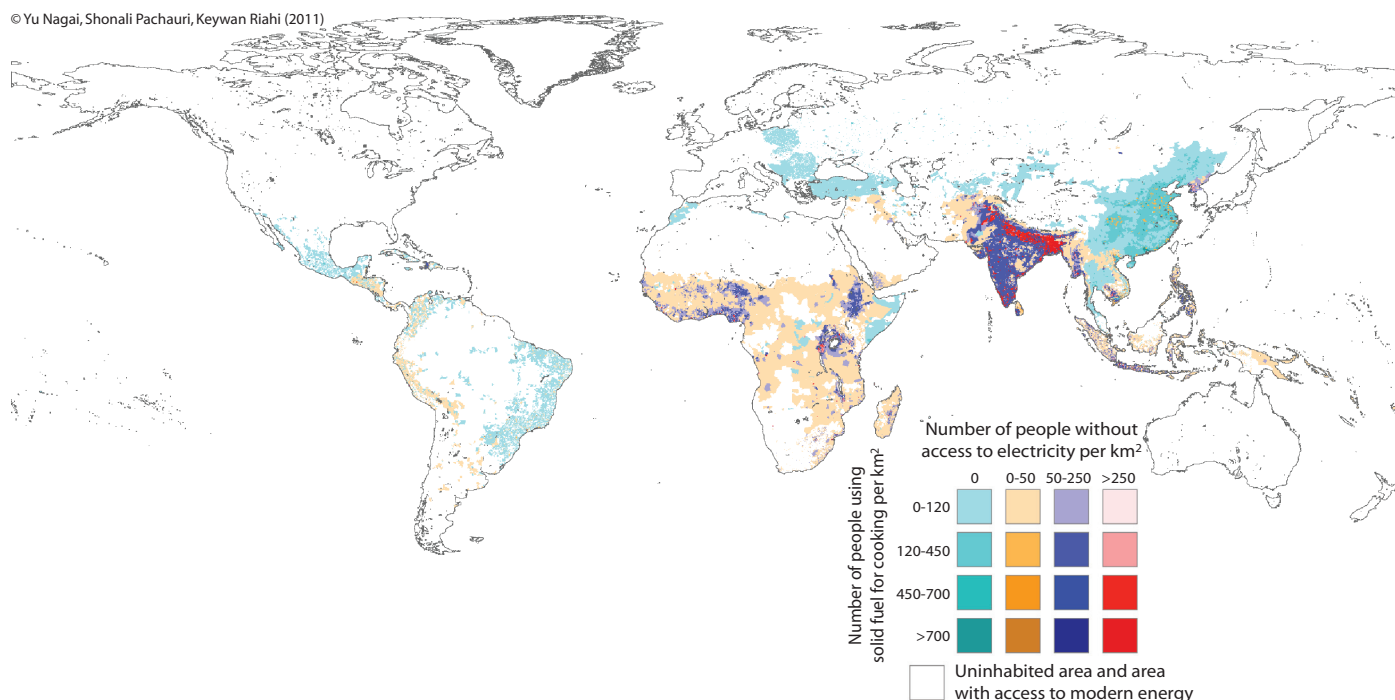 © Yu Nagai, Shonali Pachauri, Keywan Riahi (2011)
Number of people without
access to electricity per km²
Number of people using
solid fuel for cooking per km²
0 0-50 50-250 >250
0-120
120-450
450-700
>700
Uninhabited area and area
with access to modern energy